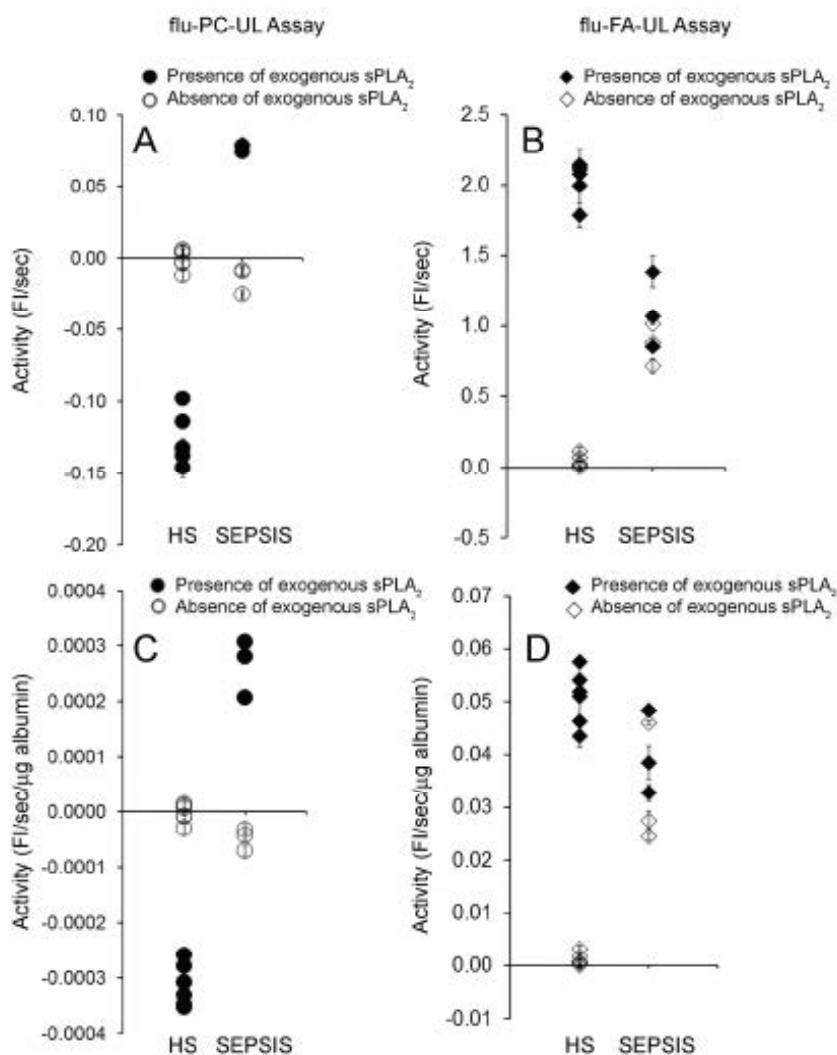 flu-PC-UL Assay
Presence of exogenous sPLA₂
Absence of exogenous sPLA₂
A
0.10
0.05
0.00
-0.05
-0.10
-0.15
-0.20
Activity (FI/sec)
HS SEPSIS
flu-FA-UL Assay
Presence of exogenous sPLA₂
Absence of exogenous sPLA₂
B
2.5
2.0
1.5
1.0
0.5
0.0
-0.5
Activity (FI/sec)
HS SEPSIS
Presence of exogenous sPLA₂
Absence of exogenous sPLA₂
C
0.0004
0.0003
0.0002
0.0001
0.0000
-0.0001
-0.0002
-0.0003
-0.0004
Activity (FI/sec/µg albumin)
HS SEPSIS
Presence of exogenous sPLA₂
Absence of exogenous sPLA₂
D
0.07
0.06
0.05
0.04
0.03
0.02
0.01
0.00
-0.01
Activity (FI/sec/µg albumin)
HS SEPSIS